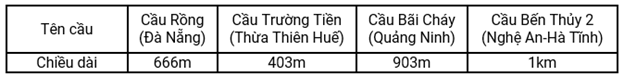 Tên cầu
Cầu Rồng
(Đà Nẵng)
Cầu Trường Tiền
(Thừa Thiên Huế)
Cầu Bãi Cháy
(Quảng Ninh)
Cầu Bến Thủy 2
(Nghệ An-Hà Tĩnh)
Chiều dài
666m
403m
903m
1km